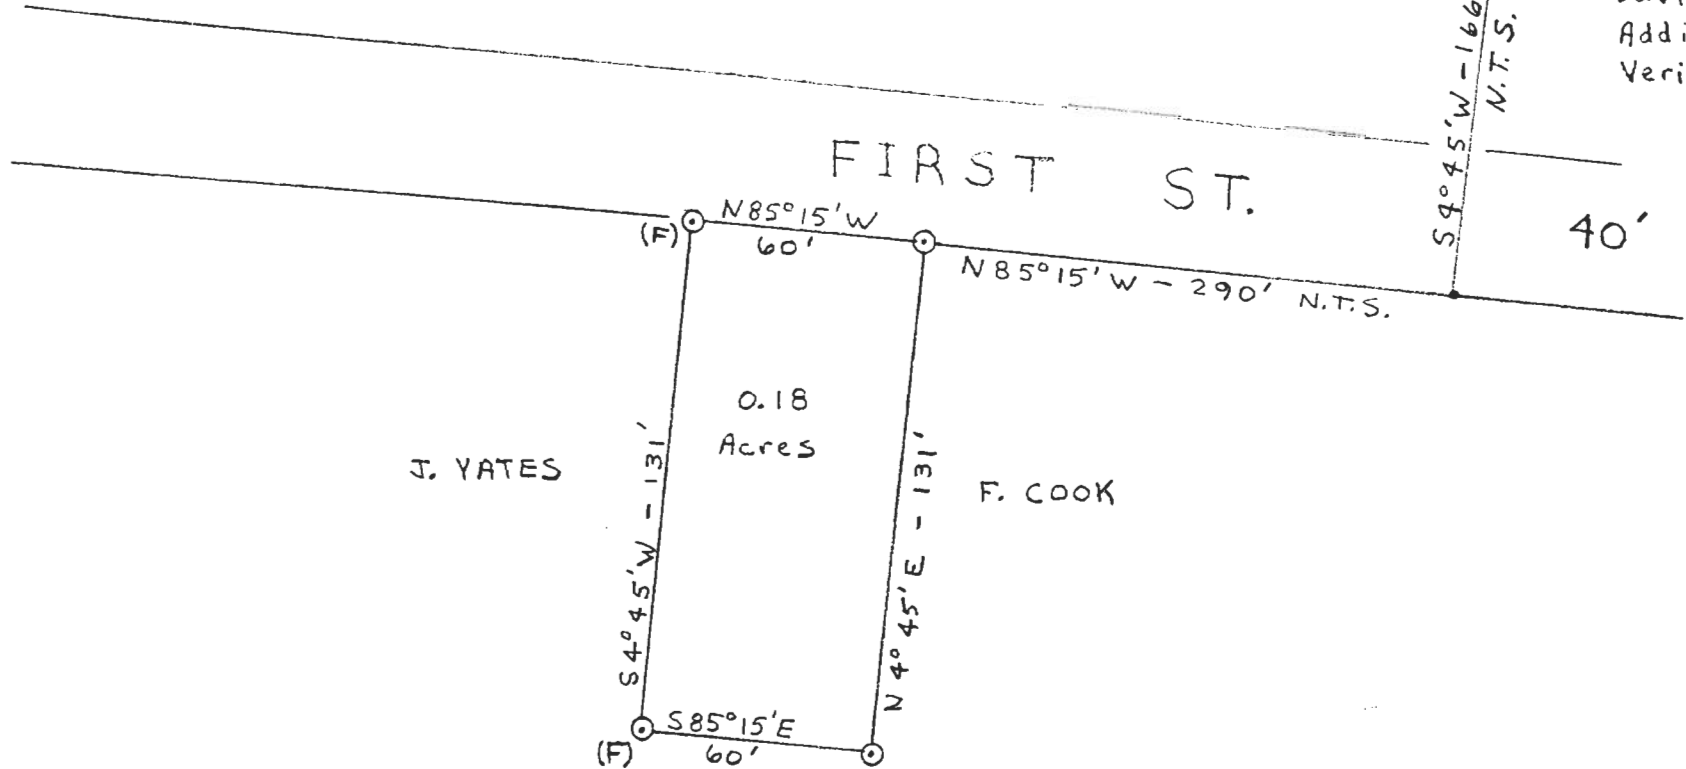 Addi
Veri
S4°45'W - 166
N.T.S.
FIRST ST.
40'
N85°15'W
60'
(F)
N85°15'W - 290' N.T.S.
0.18
Acres
J. YATES
F. COOK
S4°45'W - 131'
N4°45'E - 131'
S85°15'E
60'
(F)